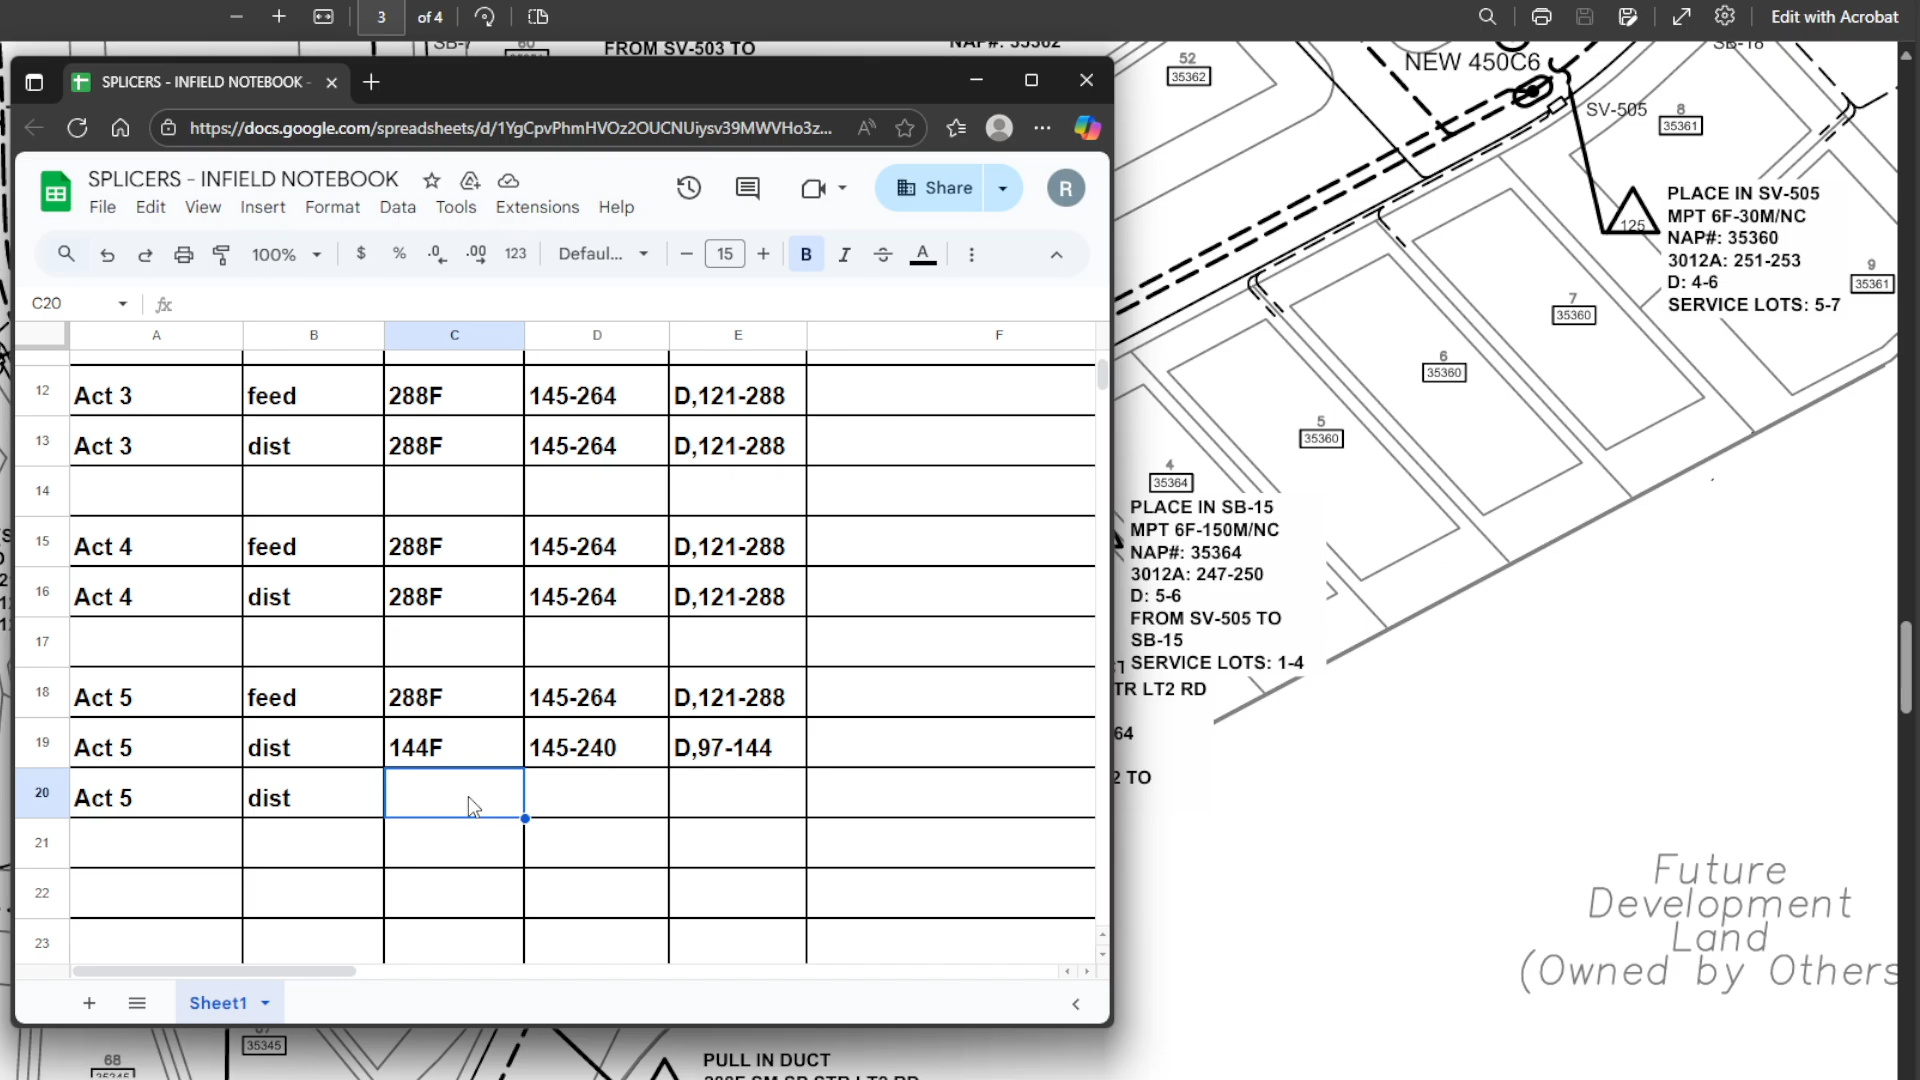 3 of 4
Edit with Acrobat
FROM SV-503 TO
SPLICERS - INFIELD NOTEBOOK -
https://docs.google.com/spreadsheets/d/1YgCpvPhmHVOz2OUCNUiysv39MWVHo3z...
SPLICERS - INFIELD NOTEBOOK
Share
R
File Edit View Insert Format Data Tools Extensions Help
100% $ % .0 .00 123 Defaul... 15 B I S A
C20 fx
A B C D E F
12 Act 3 feed 288F 145-264 D,121-288
13 Act 3 dist 288F 145-264 D,121-288
14
15 Act 4 feed 288F 145-264 D,121-288
16 Act 4 dist 288F 145-264 D,121-288
17
18 Act 5 feed 288F 145-264 D,121-288
19 Act 5 dist 144F 145-240 D,97-144
20 Act 5 dist
21
22
23
Sheet1
52
35362
NEW 450C6
SV-505
8
35361
125
PLACE IN SV-505
MPT 6F-30M/NC
NAP#: 35360
3012A: 251-253
D: 4-6
SERVICE LOTS: 5-7
9
35361
7
35360
6
35360
5
35360
4
35364
PLACE IN SB-15
MPT 6F-150M/NC
NAP#: 35364
3012A: 247-250
D: 5-6
FROM SV-505 TO
SB-15
SERVICE LOTS: 1-4
TR LT2 RD
64
2 TO
Future
Development
Land
(Owned by Others
35345
68
PULL IN DUCT